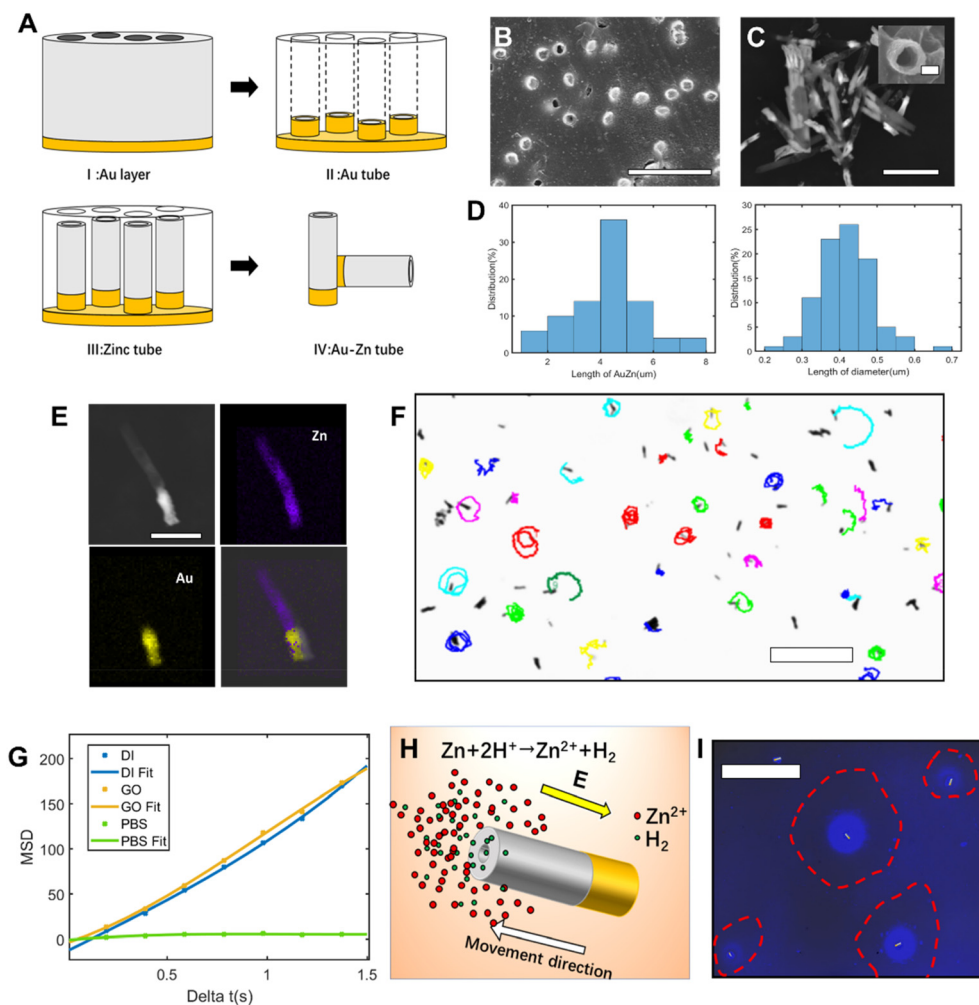 A
I :Au layer
II :Au tube
III:Zinc tube
IV:Au-Zn tube
B
C
D
Distribution(%)
40
30
20
10
0
2
4
6
8
Length of AuZn(um)
Distribution(%)
30
25
20
15
10
5
0
0.2
0.3
0.4
0.5
0.6
0.7
Length of diameter(um)
E
Zn
Au
F
G
MSD
200
150
100
50
0
0.5
1
1.5
Delta t(s)
DI
DI Fit
GO
GO Fit
PBS
PBS Fit
H
Zn+2H⁺→Zn²⁺+H₂
E
Zn²⁺
H₂
Movement direction
I